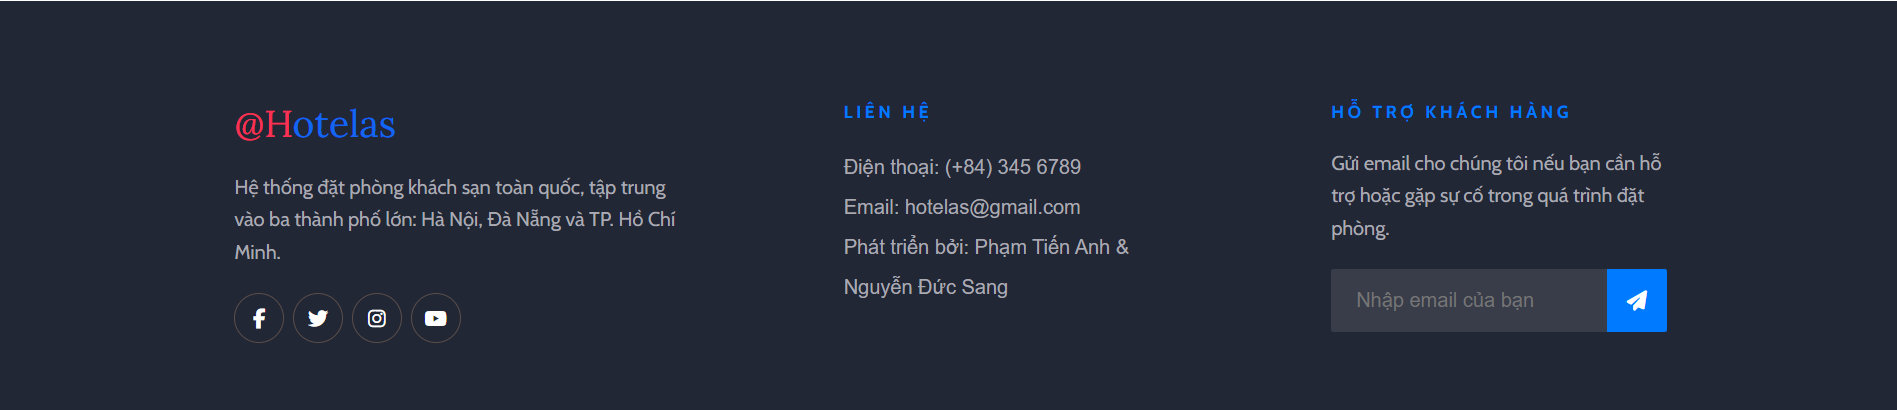 @Hotelas
Hệ thống đặt phòng khách sạn toàn quốc, tập trung
vào ba thành phố lớn: Hà Nội, Đà Nẵng và TP. Hồ Chí
Minh.
LIÊN HỆ
Điện thoại: (+84) 345 6789
Email: hotelas@gmail.com
Phát triển bởi: Phạm Tiến Anh &
Nguyễn Đức Sang
HỖ TRỢ KHÁCH HÀNG
Gửi email cho chúng tôi nếu bạn cần hỗ
trợ hoặc gặp sự cố trong quá trình đặt
phòng.
Nhập email của bạn